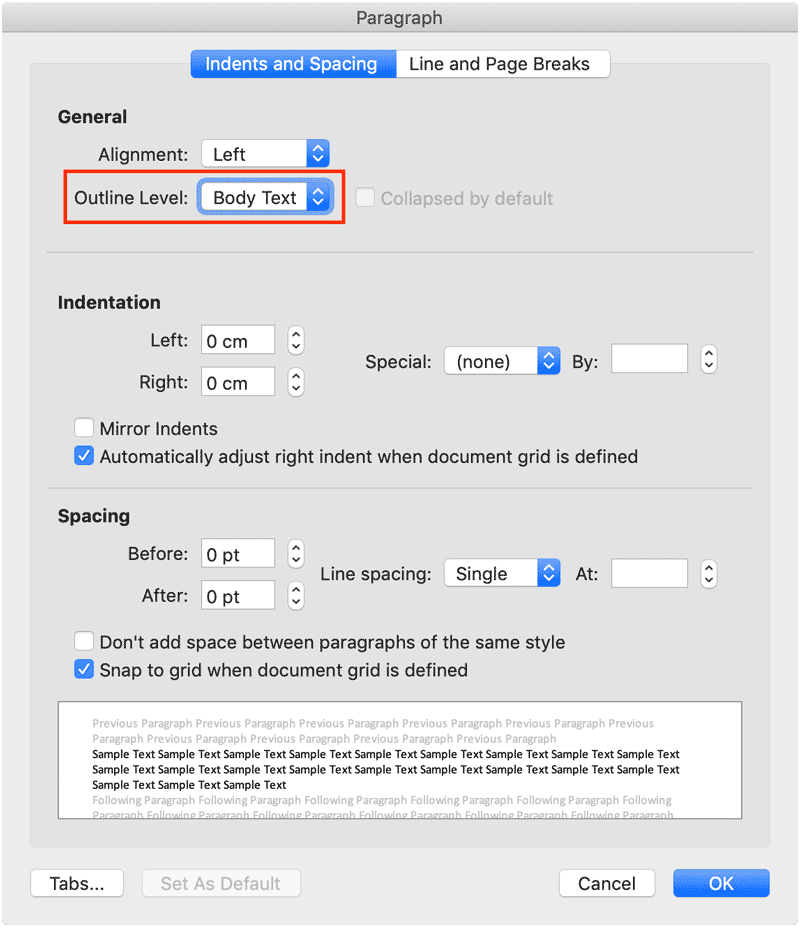 Paragraph
Indents and Spacing Line and Page Breaks
General
Alignment: Left
Outline Level: Body Text Collapsed by default
Indentation
Left: 0 cm
Special: (none) By:
Right: 0 cm
Mirror Indents
Automatically adjust right indent when document grid is defined
Spacing
Before: 0 pt
Line spacing: Single At:
After: 0 pt
Don't add space between paragraphs of the same style
Snap to grid when document grid is defined
Previous Paragraph Previous Paragraph Previous Paragraph Previous Paragraph Previous Paragraph Previous
Paragraph Previous Paragraph Previous Paragraph Previous Paragraph Previous Paragraph
Sample Text Sample Text Sample Text Sample Text Sample Text Sample Text Sample Text Sample Text Sample Text
Sample Text Sample Text Sample Text Sample Text Sample Text Sample Text Sample Text Sample Text Sample Text
Sample Text Sample Text Sample Text
Following Paragraph Following Paragraph Following Paragraph Following Paragraph Following Paragraph Following
Paragraph Following Paragraph Following Paragraph Following Paragraph Following Paragraph Following Paragraph
Tabs... Set As Default Cancel OK